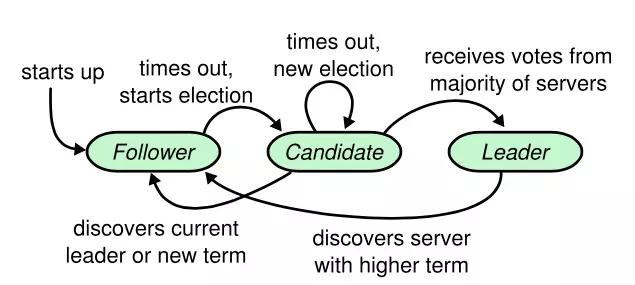 starts up
times out,
starts election
times out,
new election
receives votes from
majority of servers
Follower
Candidate
Leader
discovers current
leader or new term
discovers server
with higher term